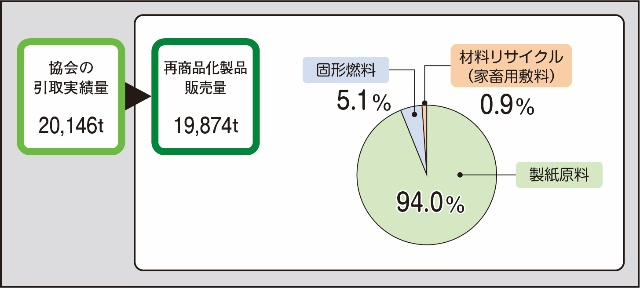 協会の
引取実績量
20,146t
再商品化製品
販売量
19,874t
固形燃料
5.1%
材料リサイクル
（家畜用敷料）
0.9%
製紙原料
94.0%